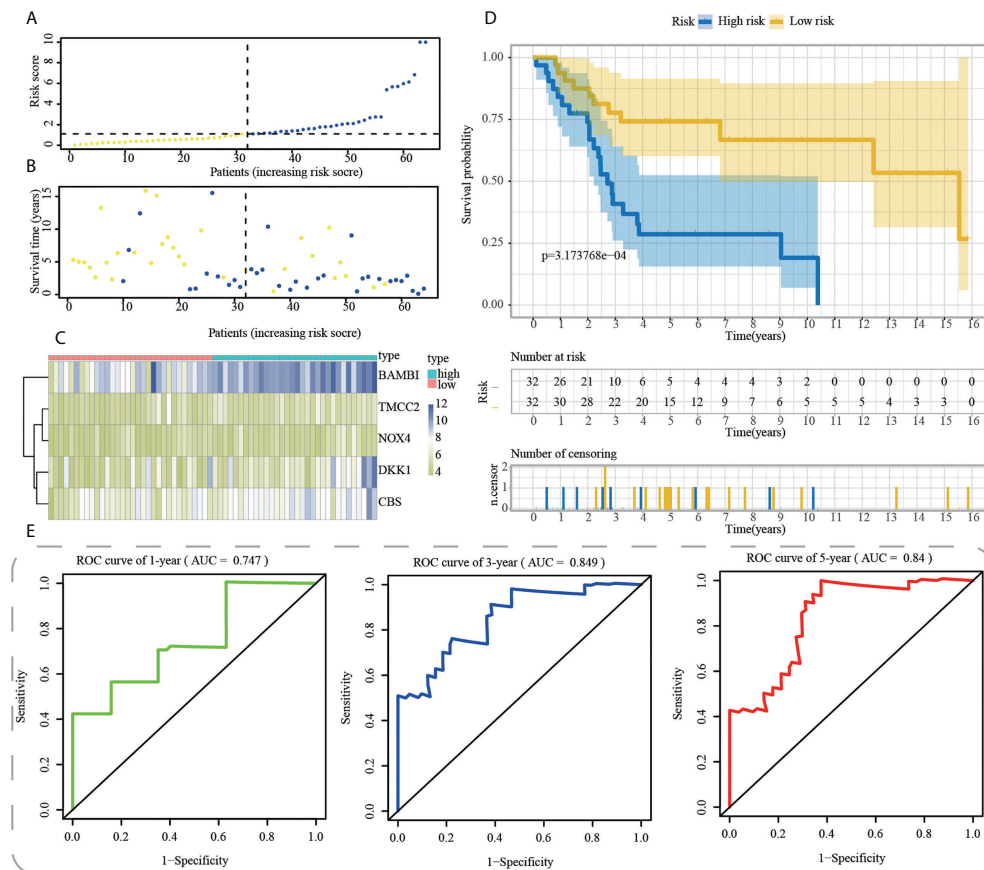 A
Risk score
10
8
6
4
2
0
0 10 20 30 40 50 60
Patients (increasing risk socre)
B
Survival time (years)
15
10
5
0
0 10 20 30 40 50 60
Patients (increasing risk socre)
C
type
BAMBI
TMCC2
NOX4
DKK1
CBS
type
high
low
12
10
8
6
4
D
Risk High risk Low risk
Survival probability
1.00
0.75
0.50
0.25
0.00
p=3.173768e−04
0 1 2 3 4 5 6 7 8 9 10 11 12 13 14 15 16
Time(years)
Number at risk
Risk
32 26 21 10 6 5 4 4 4 3 2 0 0 0 0 0 0
32 30 28 22 20 15 12 9 7 6 5 5 5 4 3 3 0
0 1 2 3 4 5 6 7 8 9 10 11 12 13 14 15 16
Time(years)
Number of censoring
n.censor
2
1
0
0 1 2 3 4 5 6 7 8 9 10 11 12 13 14 15 16
Time(years)
E
ROC curve of 1-year ( AUC = 0.747 )
Sensitivity
1.0
0.8
0.6
0.4
0.2
0.0
0.0 0.2 0.4 0.6 0.8 1.0
1-Specificity
ROC curve of 3-year ( AUC = 0.849 )
Sensitivity
1.0
0.8
0.6
0.4
0.2
0.0
0.0 0.2 0.4 0.6 0.8 1.0
1-Specificity
ROC curve of 5-year ( AUC = 0.84 )
Sensitivity
1.0
0.8
0.6
0.4
0.2
0.0
0.0 0.2 0.4 0.6 0.8 1.0
1-Specificity